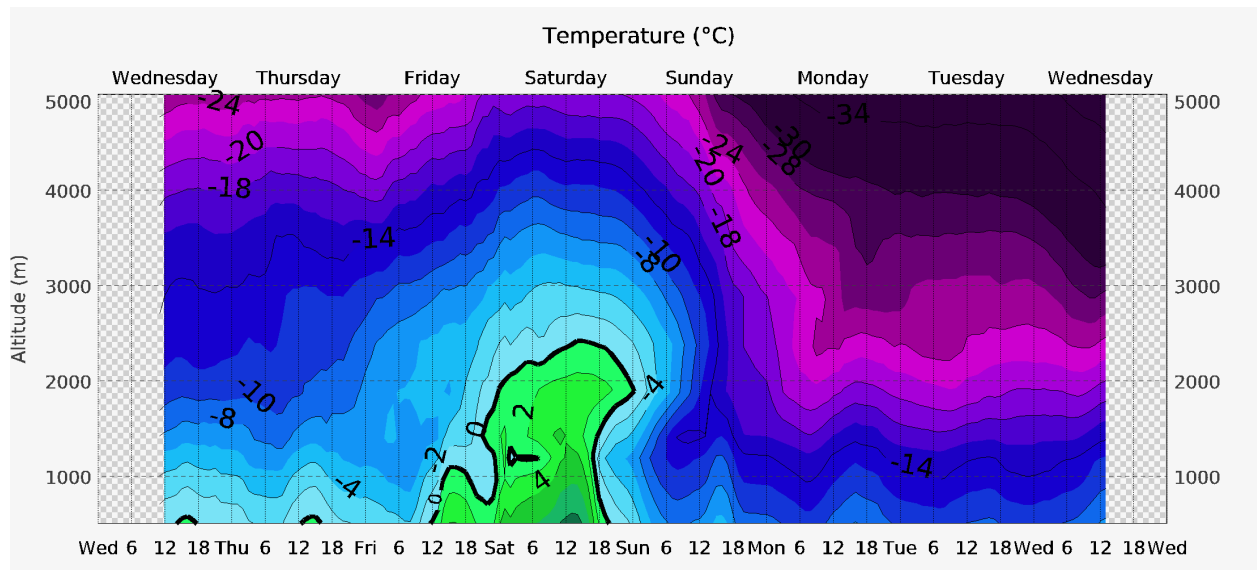 Temperature (°C)
Wednesday Thursday Friday Saturday Sunday Monday Tuesday Wednesday
5000 -24 -34 5000
-30
-20 -24 -28
-20
4000 -18 4000
-18
-14 -10
-8
3000 3000
Altitude (m)
2000 -4 2000
-10
-8 2
0
-2 -14
1000 4 1000
-4
0
Wed 6 12 18 Thu 6 12 18 Fri 6 12 18 Sat 6 12 18 Sun 6 12 18 Mon 6 12 18 Tue 6 12 18 Wed 6 12 18 Wed